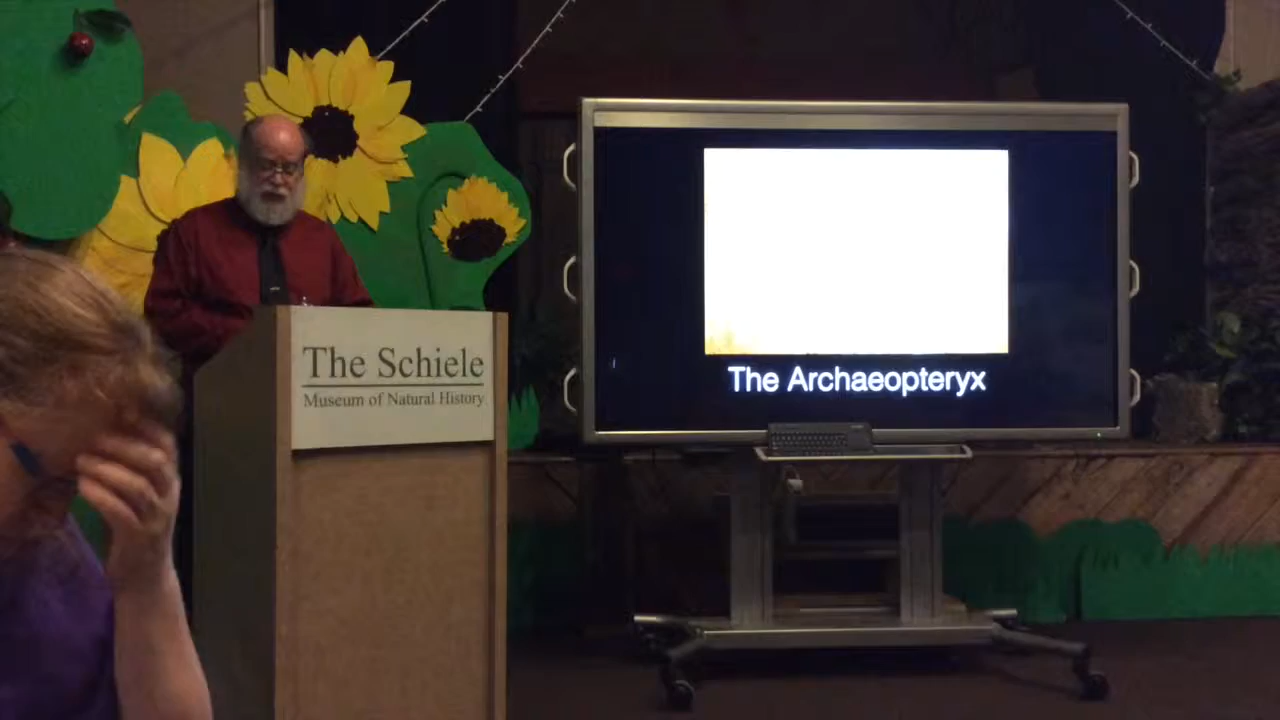 The Schiele
Museum of Natural History
The Archaeopteryx